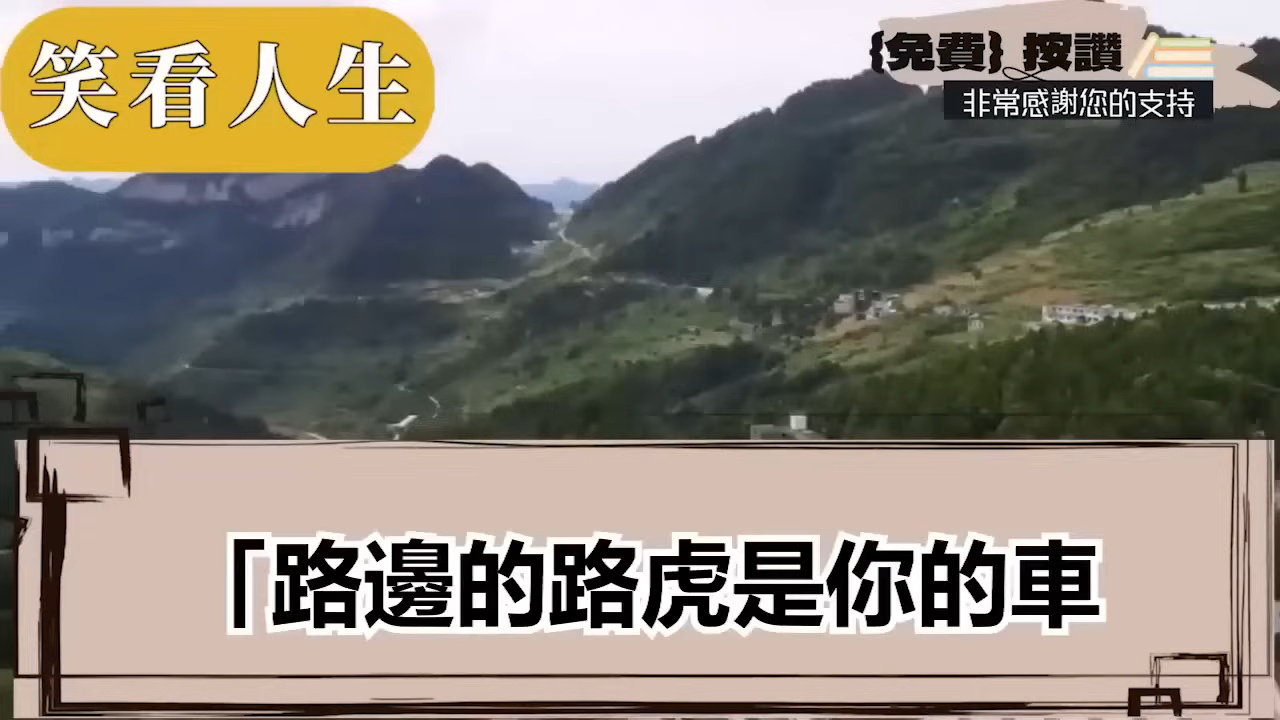 笑看人生
{免費} 按讚
非常感謝您的支持
「路邊的路虎是你的車